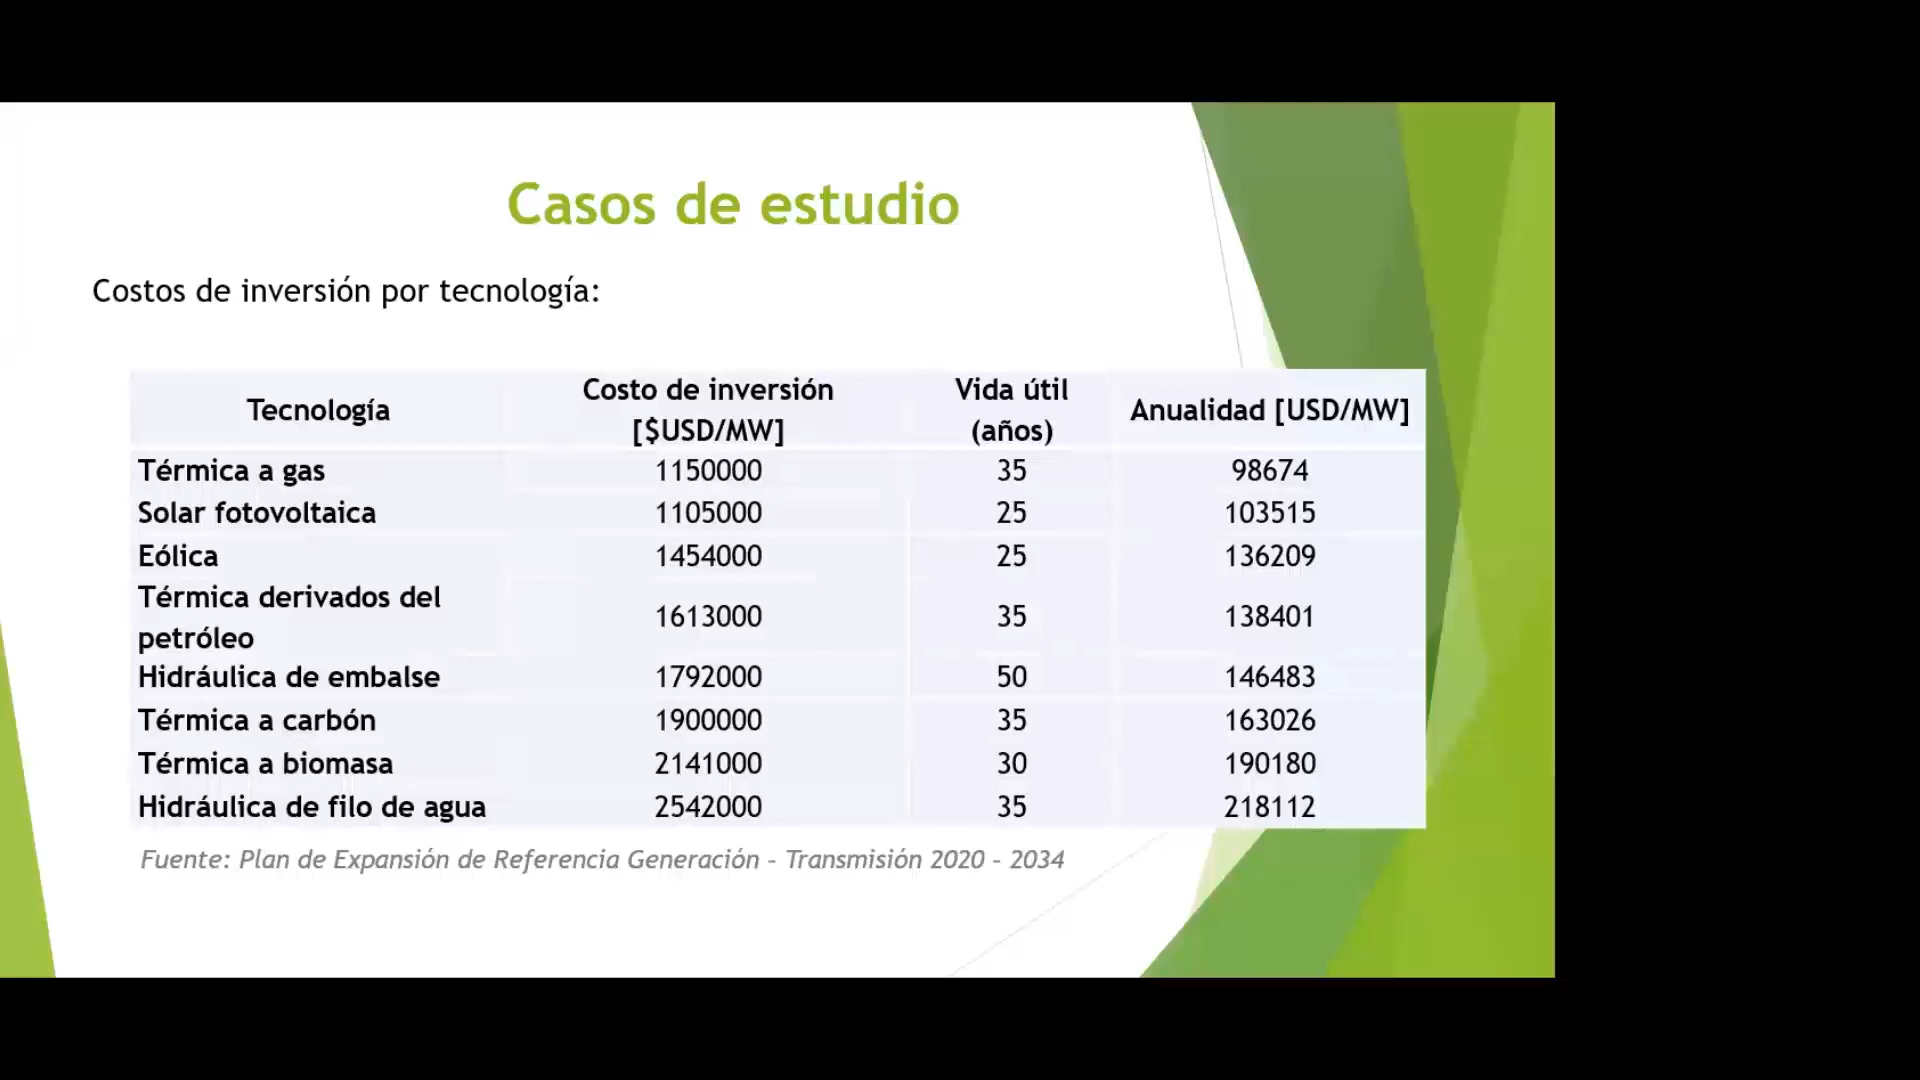 Casos de estudio
Costos de inversión por tecnología:
Tecnología
Costo de inversión
[$USD/MW]
Vida útil
(años)
Anualidad [USD/MW]
Térmica a gas 1150000 35 98674
Solar fotovoltaica 1105000 25 103515
Eólica 1454000 25 136209
Térmica derivados del
petróleo
1613000 35 138401
Hidráulica de embalse 1792000 50 146483
Térmica a carbón 1900000 35 163026
Térmica a biomasa 2141000 30 190180
Hidráulica de filo de agua 2542000 35 218112
Fuente: Plan de Expansión de Referencia Generación - Transmisión 2020 - 2034